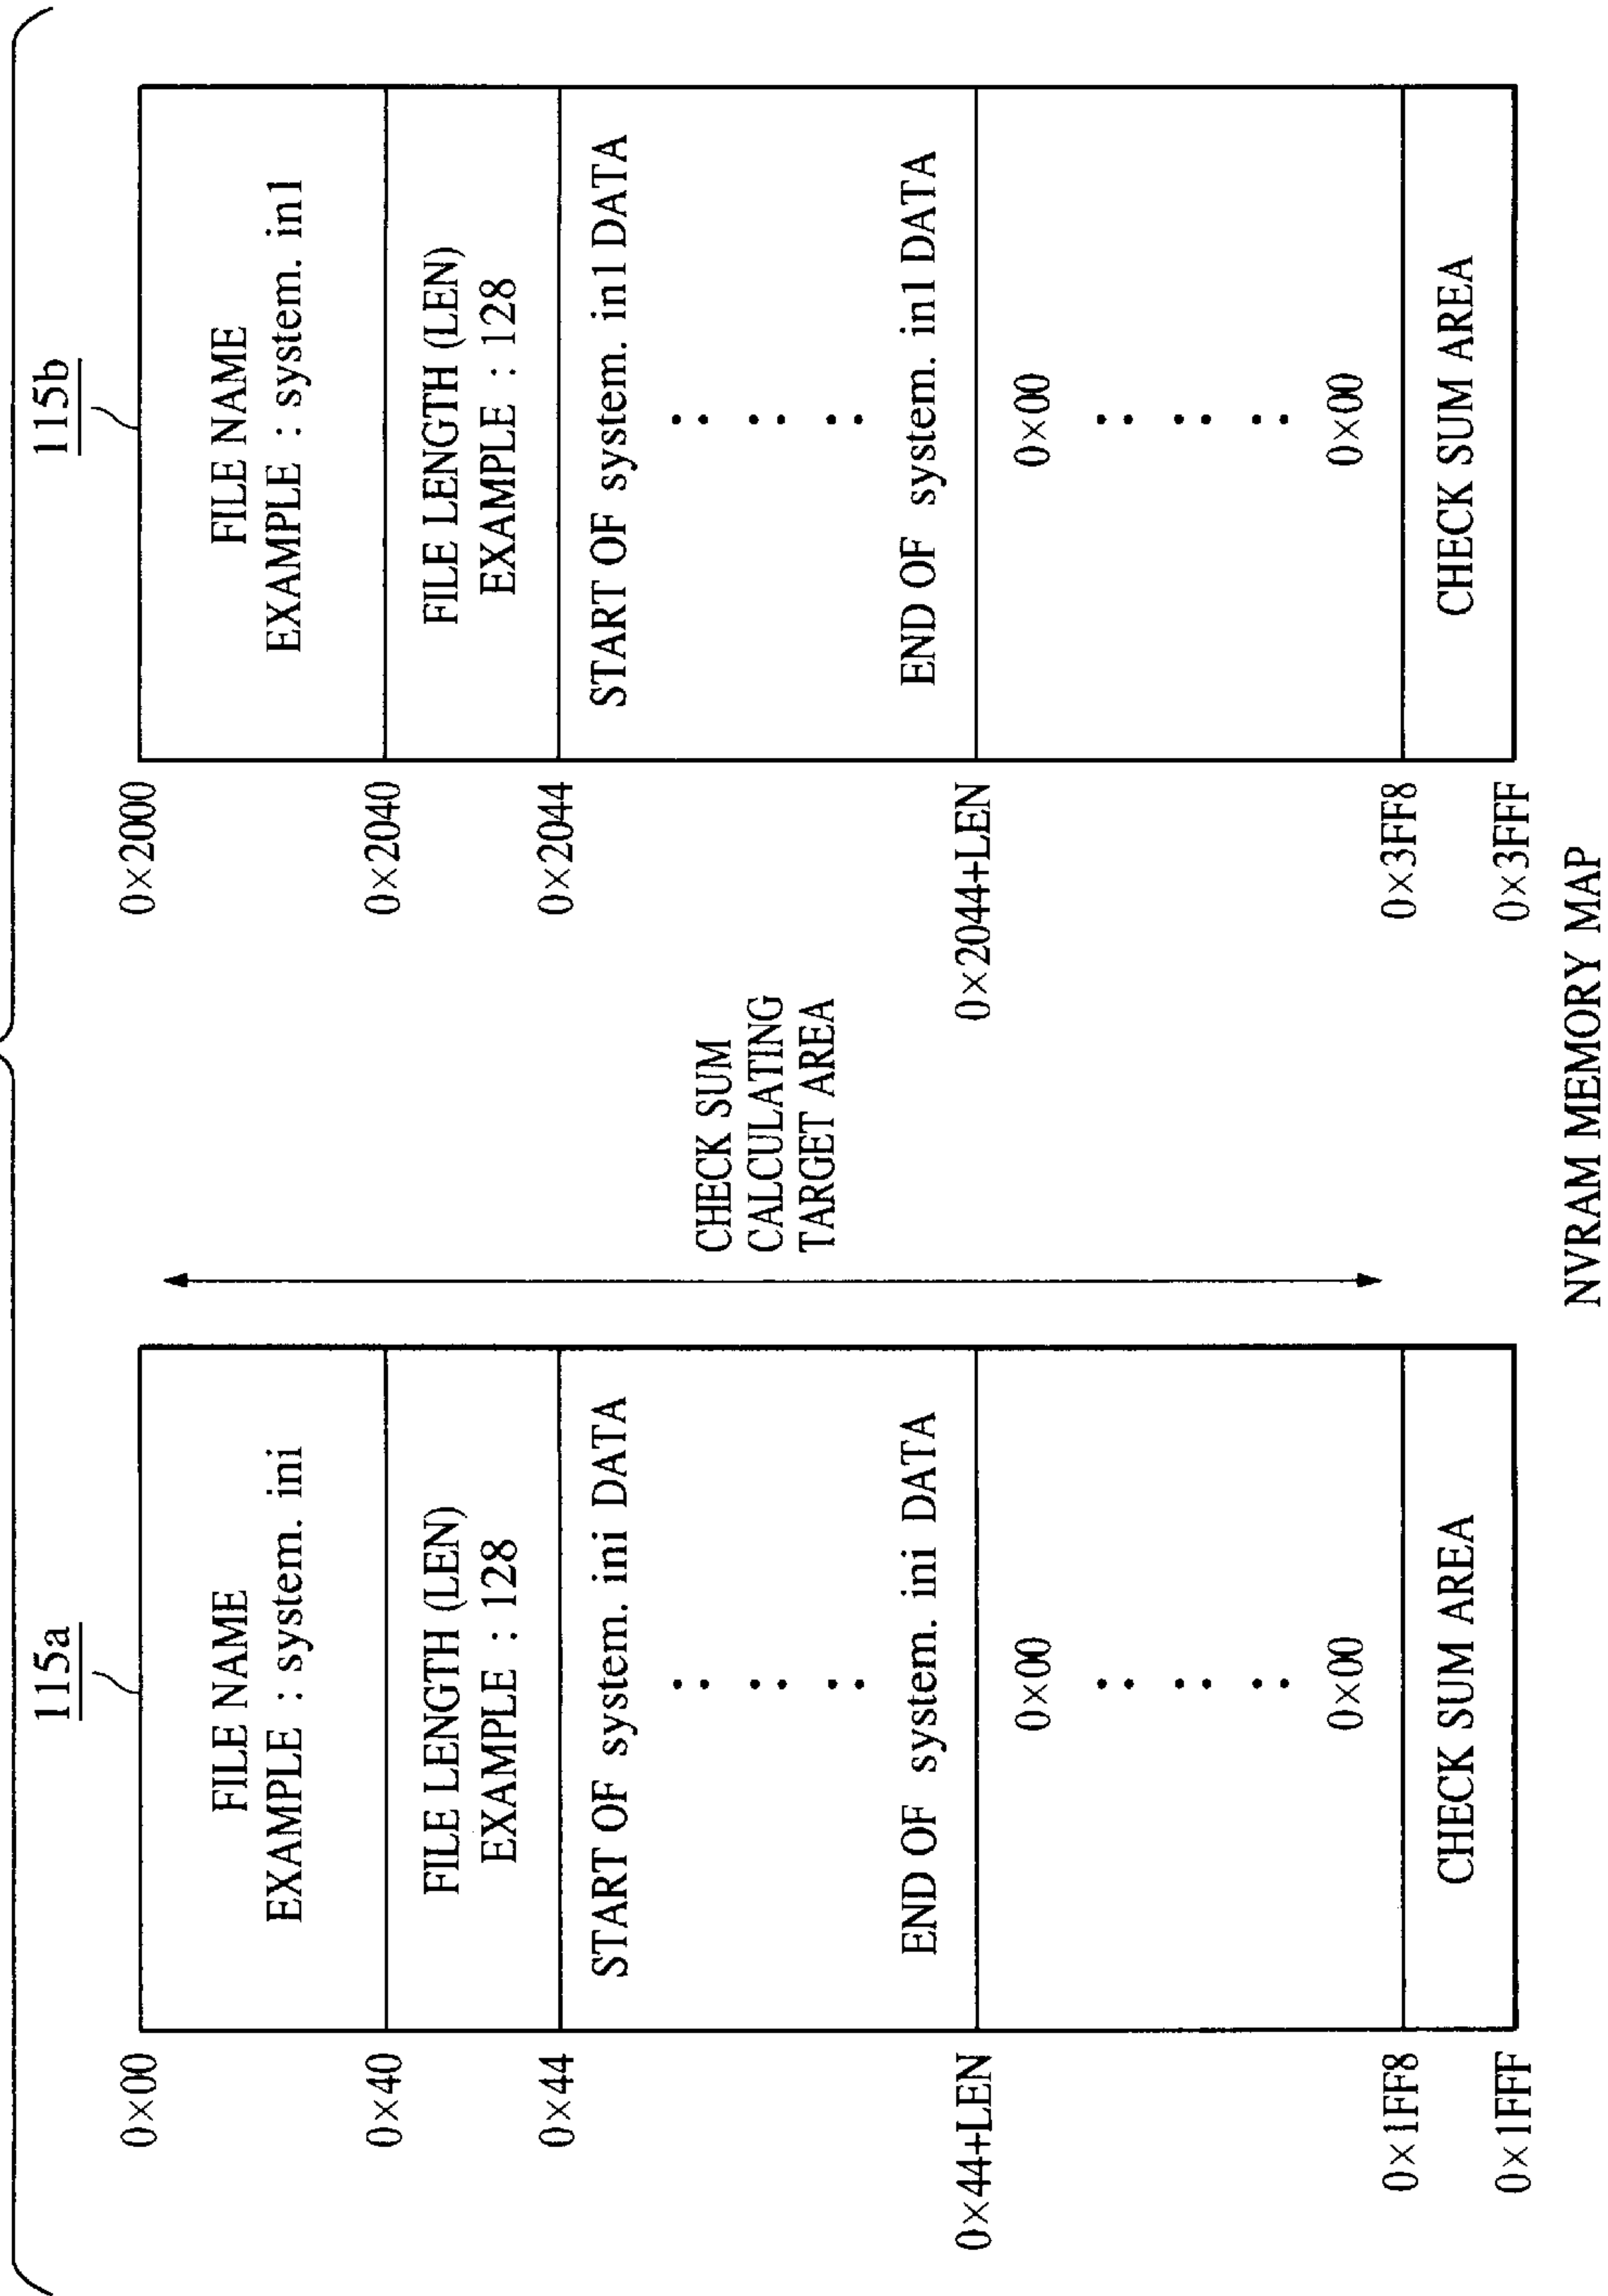 115a
0×00
FILE NAME
EXAMPLE : system. ini
0×40
FILE LENGTH (LEN)
EXAMPLE : 128
0×44
START OF system. ini DATA
END OF system. ini DATA
0×44+LEN
0×00
0×00
0×1FF8
CHECK SUM AREA
0×1FFF
CHECK SUM
CALCULATING
TARGET AREA
115b
0×2000
FILE NAME
EXAMPLE : system. in1
0×2040
FILE LENGTH (LEN)
EXAMPLE : 128
0×2044
START OF system. in1 DATA
END OF system. in1 DATA
0×2044+LEN
0×00
0×00
0×3FF8
CHECK SUM AREA
0×3FFF
NVRAM MEMORY MAP